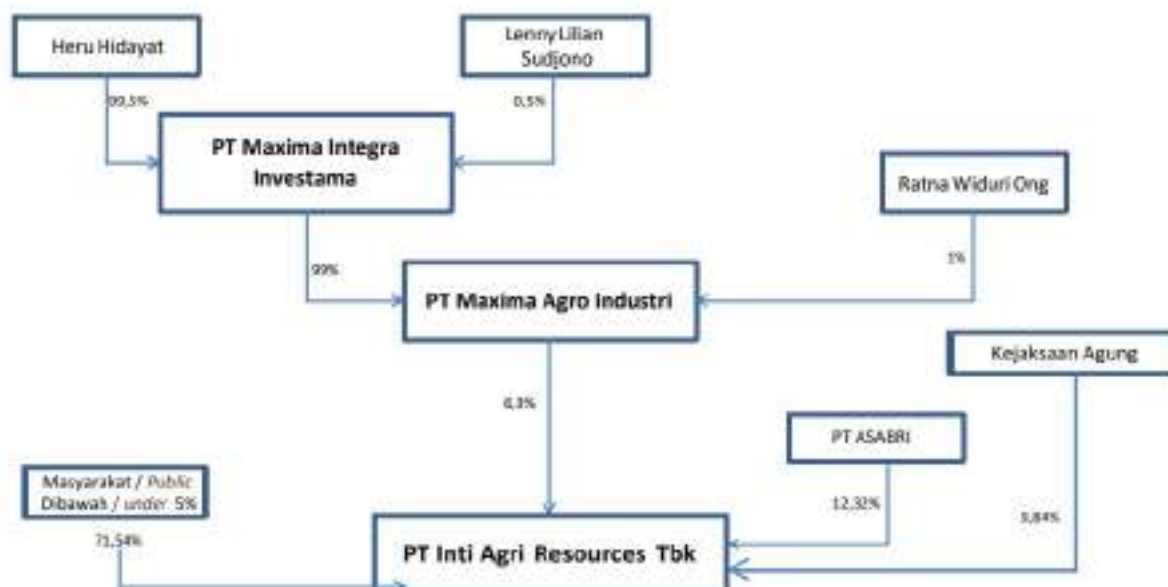 Heru Hidayat
Lenny Lilian
Sudjono
99,5%
0,5%
PT Maxima Integra
Investama
Ratna Widuri Ong
99%
1%
PT Maxima Agro Industri
Kejaksaan Agung
6,3%
PT ASABRI
Masyarakat / Public
Dibawah / under 5%
12,32%
9,84%
71,54%
PT Inti Agri Resources Tbk